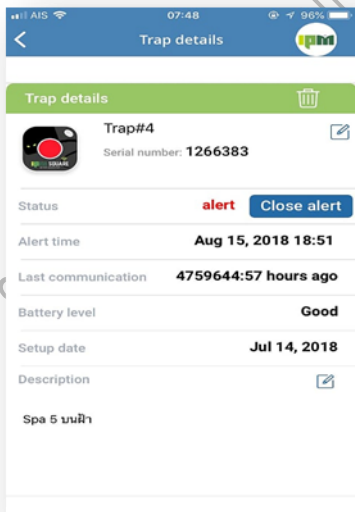 AIS 07:48 96%
Trap details
ipm
Trap details
Trap#4
Serial number: 1266383
SQUARE
Status alert Close alert
Alert time Aug 15, 2018 18:51
Last communication 4759644:57 hours ago
Battery level Good
Setup date Jul 14, 2018
Description
Spa 5 บนฝ้า